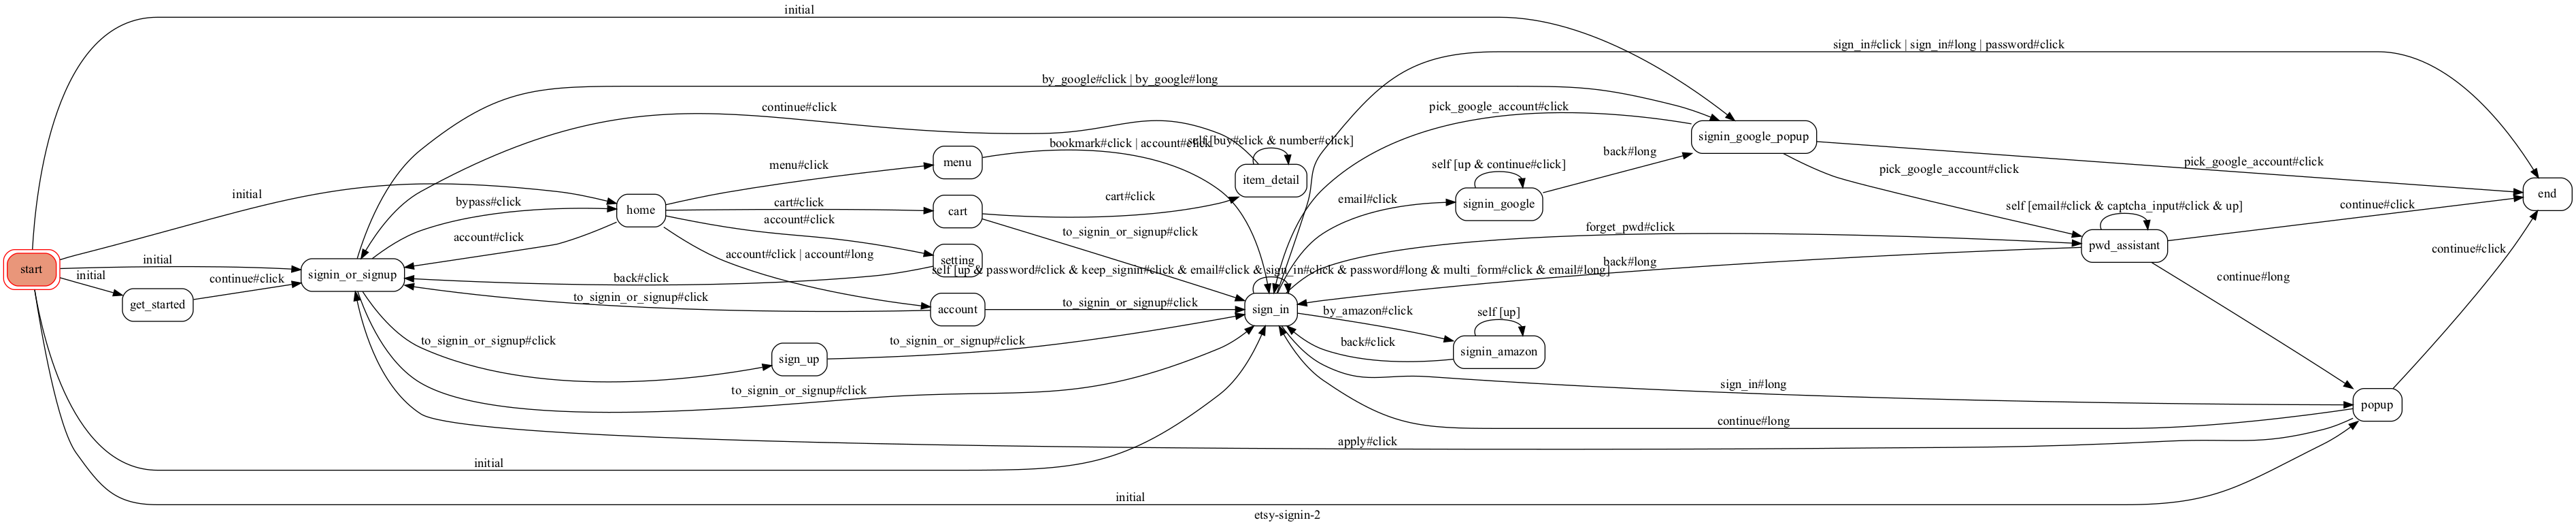 initial
sign_in#click | sign_in#long | password#click
by_google#click | by_google#long
continue#click
pick_google_account#click
signin_google_popup
bookmark#click | account#click
self [buy#click & number#click]
menu#click
menu
item_detail
self [up & continue#click]
back#long
pick_google_account#click
pick_google_account#click
initial
bypass#click
home
cart#click
cart
cart#click
email#click
signin_google
end
account#click
account#click
to_signin_or_signup#click
forget_pwd#click
self [email#click & captcha_input#click & up]
continue#click
pwd_assistant
start
initial
initial
continue#click
signin_or_signup
account#click | account#long
setting
back#click
self [up & password#click & keep_signin#click & email#click & sign_in#click & password#long & multi_form#click & email#long]
back#long
continue#click
continue#long
get_started
to_signin_or_signup#click
account
to_signin_or_signup#click
sign_in
by_amazon#click
self [up]
to_signin_or_signup#click
sign_up
to_signin_or_signup#click
back#click
signin_amazon
to_signin_or_signup#click
sign_in#long
popup
continue#long
apply#click
initial
initial
etsy-signin-2